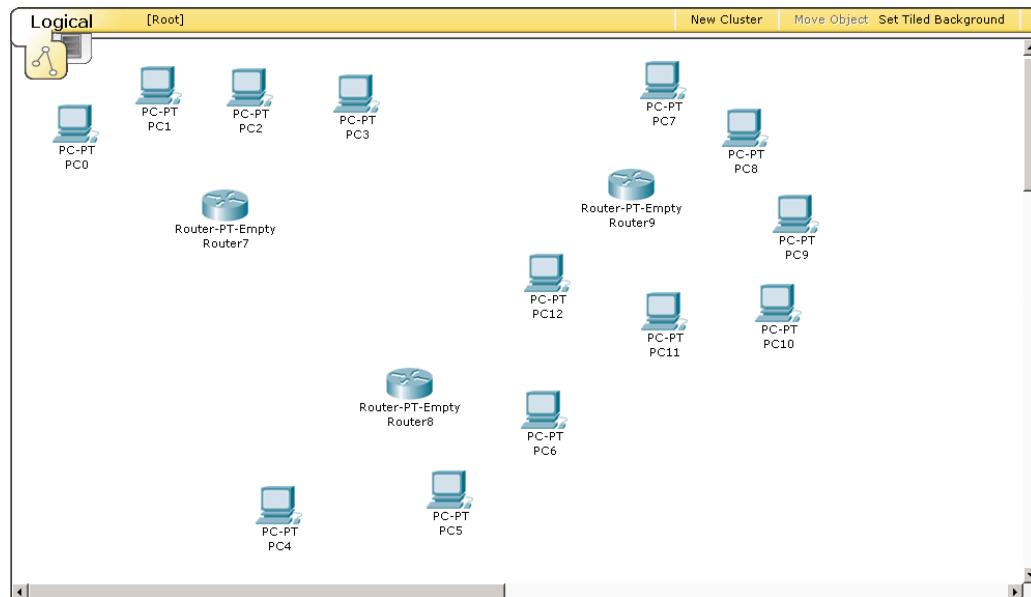 Logical
[Root]
New Cluster
Move Object
Set Tiled Background
PC-PT
PC0
PC-PT
PC1
PC-PT
PC2
PC-PT
PC3
PC-PT
PC7
PC-PT
PC8
Router-PT-Empty
Router7
Router-PT-Empty
Router9
PC-PT
PC9
PC-PT
PC12
PC-PT
PC11
PC-PT
PC10
Router-PT-Empty
Router8
PC-PT
PC6
PC-PT
PC4
PC-PT
PC5